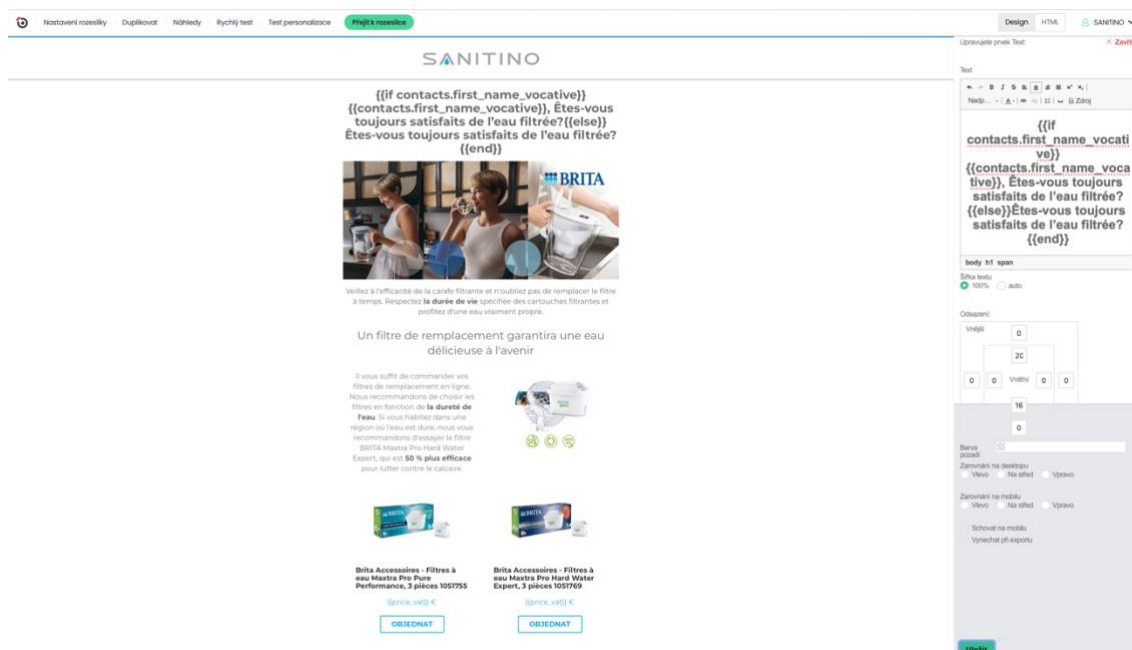 Nastavení rozesílky Duplikovat Náhledy Rychlý test Test personalizace Přejít k rozesílce Design HTML SANITINO
SANITINO
{{if contacts.first_name_vocative}}
{{contacts.first_name_vocative}}, Êtes-vous
toujours satisfaits de l'eau filtrée?{{else}}
Êtes-vous toujours satisfaits de l'eau filtrée?
{{end}}
BRITA
Veillez à l'efficacité de la carafe filtrante et n'oubliez pas de remplacer le filtre
à temps. Respectez la durée de vie spécifiée des cartouches filtrantes et
profitez d'une eau vraiment propre.
Un filtre de remplacement garantira une eau
délicieuse à l'avenir
Il vous suffit de commander vos
filtres de remplacement en ligne.
Nous recommandons de choisir les
filtres en fonction de la dureté de
l'eau. Si vous habitez dans une
région où l'eau est dure, nous vous
recommandons d'essayer le filtre
BRITA Maxtra Pro Hard Water
Expert, qui est 50 % plus efficace
pour lutter contre le calcaire.
BRITA
BRITA
Brita Accessoires - Filtres à
eau Maxtra Pro Pure
Performance, 3 pièces 1051755
{{price_vat}} €
OBJEDNAT
Brita Accessoires - Filtres à
eau Maxtra Pro Hard Water
Expert, 3 pièces 1051769
{{price_vat}} €
OBJEDNAT
Upravujete prvek Text: × Zavřít
Text
B I S
Nadp... A Zdroj
{{if
contacts.first_name_vocati
ve}}
{{contacts.first_name_voca
tive}}, Êtes-vous toujours
satisfaits de l'eau filtrée?
{{else}}Êtes-vous toujours
satisfaits de l'eau filtrée?
{{end}}
body h1 span
Šířka textu
100% auto
Odsazení:
Vnější 0
20
0 0 Vnitřní 0 0
16
0
Barva
pozadí
Zarovnání na desktopu
Vlevo Na střed Vpravo
Zarovnání na mobilu
Vlevo Na střed Vpravo
Schovat na mobilu
Vynechat při exportu
Uložit